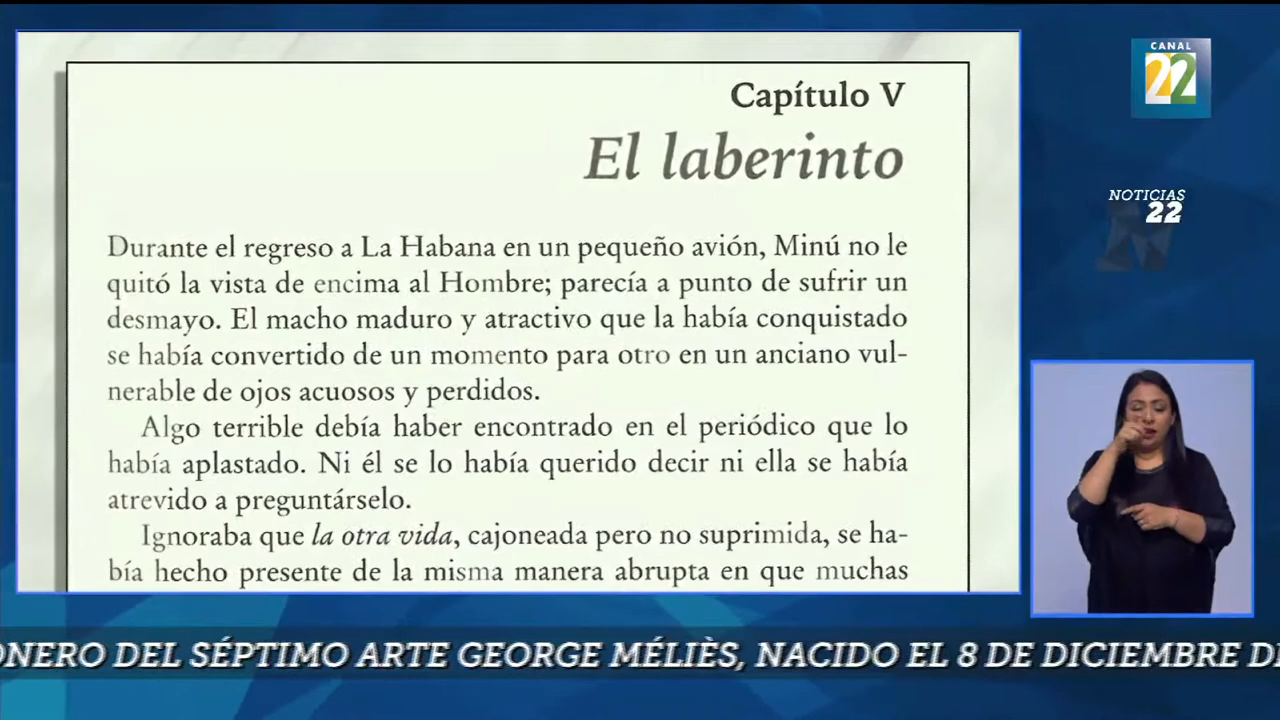 Capítulo V
El laberinto
Durante el regreso a La Habana en un pequeño avión, Minú no le
quitó la vista de encima al Hombre; parecía a punto de sufrir un
desmayo. El macho maduro y atractivo que la había conquistado
se había convertido de un momento para otro en un anciano vul-
nerable de ojos acuosos y perdidos.
Algo terrible debía haber encontrado en el periódico que lo
había aplastado. Ni él se lo había querido decir ni ella se había
atrevido a preguntárselo.
Ignoraba que la otra vida, cajoneada pero no suprimida, se ha-
bía hecho presente de la misma manera abrupta en que muchas
CANAL
22
NOTICIAS
22
ONERO DEL SÉPTIMO ARTE GEORGE MÉLIÈS, NACIDO EL 8 DE DICIEMBRE D